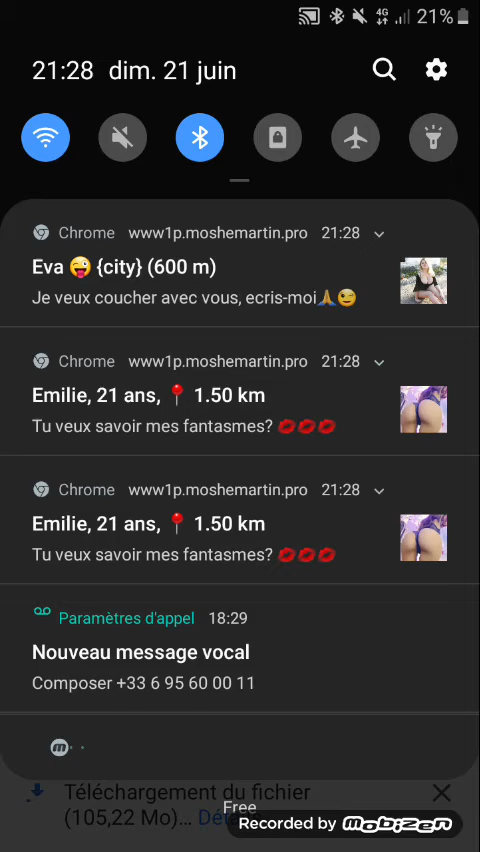 4G 21%
21:28 dim. 21 juin
Chrome www1p.moshemartin.pro 21:28
Eva 😜 {city} (600 m)
Je veux coucher avec vous, ecris-moi🙏😉
Chrome www1p.moshemartin.pro 21:28
Emilie, 21 ans, 📍 1.50 km
Tu veux savoir mes fantasmes? 💋💋💋
Chrome www1p.moshemartin.pro 21:28
Emilie, 21 ans, 📍 1.50 km
Tu veux savoir mes fantasmes? 💋💋💋
Paramètres d'appel 18:29
Nouveau message vocal
Composer +33 6 95 60 00 11
m
Téléchargement du fichier
(105,22 Mo)…
Free
Recorded by MOBIZEN